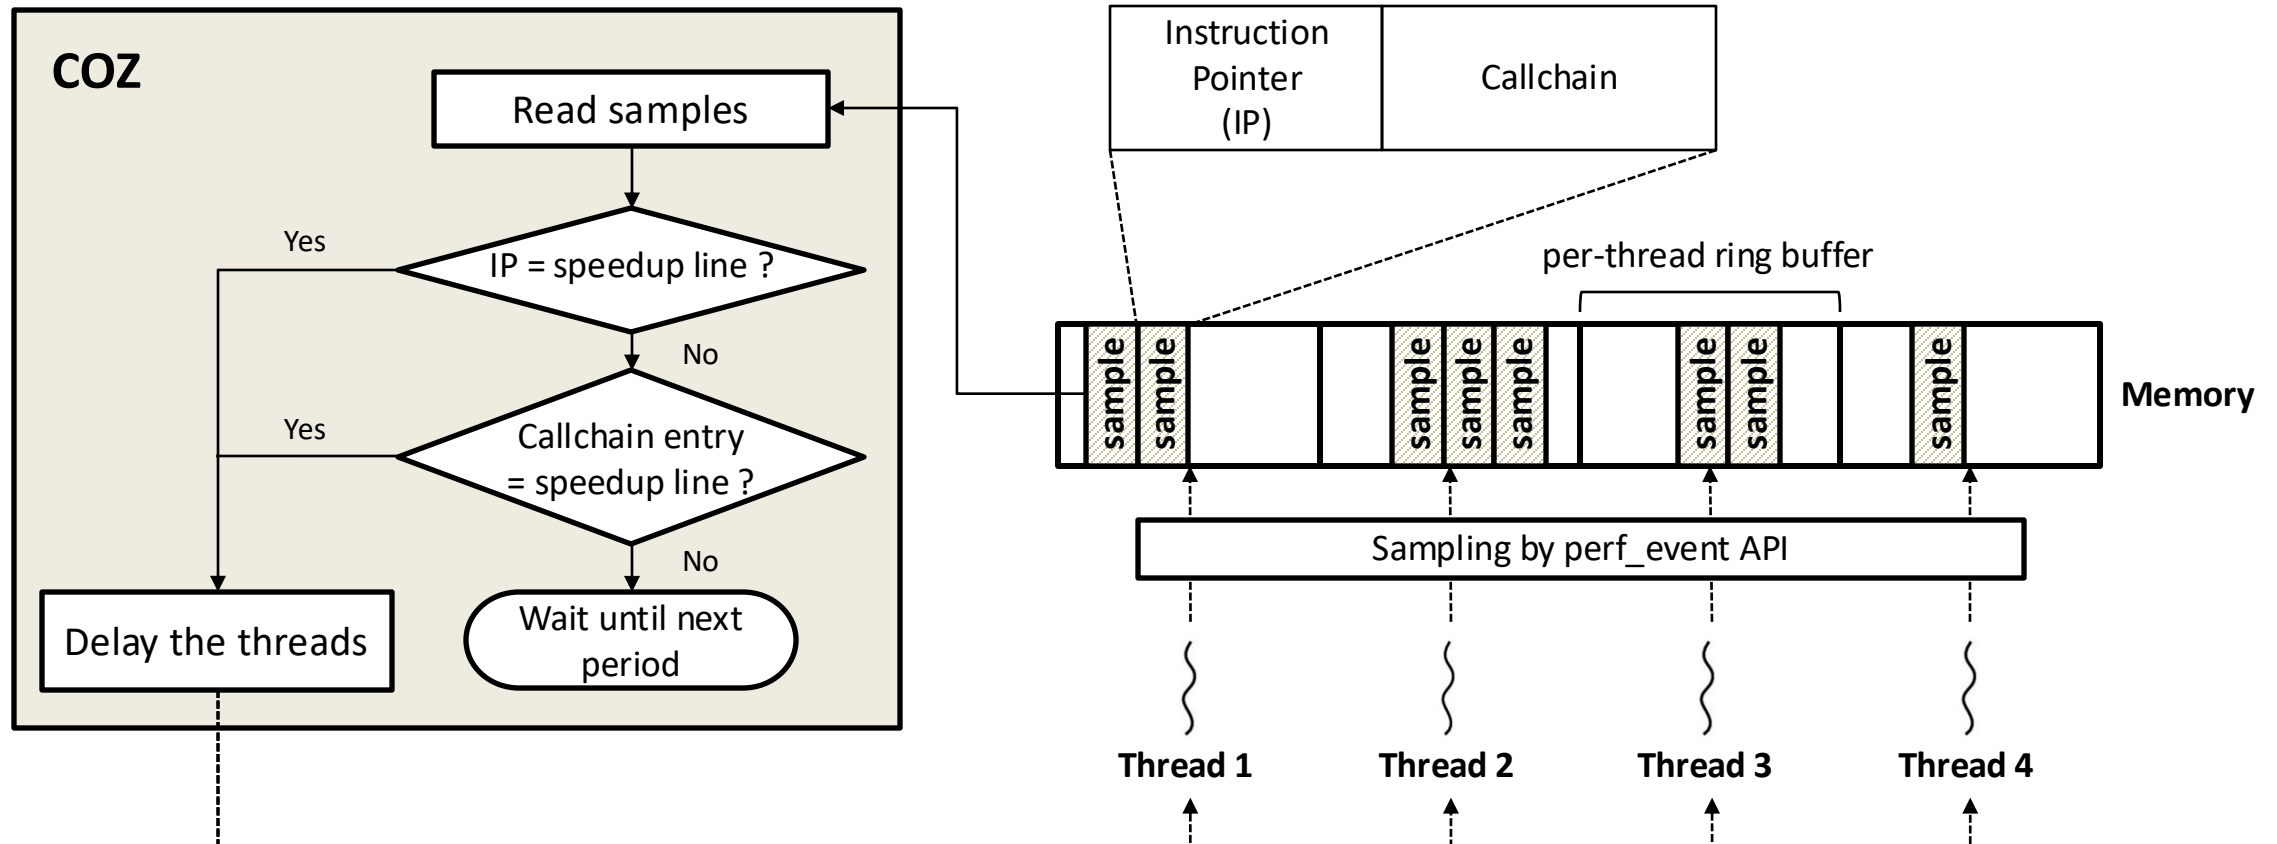 COZ
Read samples
Yes
IP = speedup line ?
No
Yes
Callchain entry
= speedup line ?
No
Delay the threads
Wait until next
period
Instruction
Pointer
(IP)
Callchain
per-thread ring buffer
sample
sample
sample
sample
sample
sample
sample
sample
Memory
Sampling by perf_event API
Thread 1
Thread 2
Thread 3
Thread 4